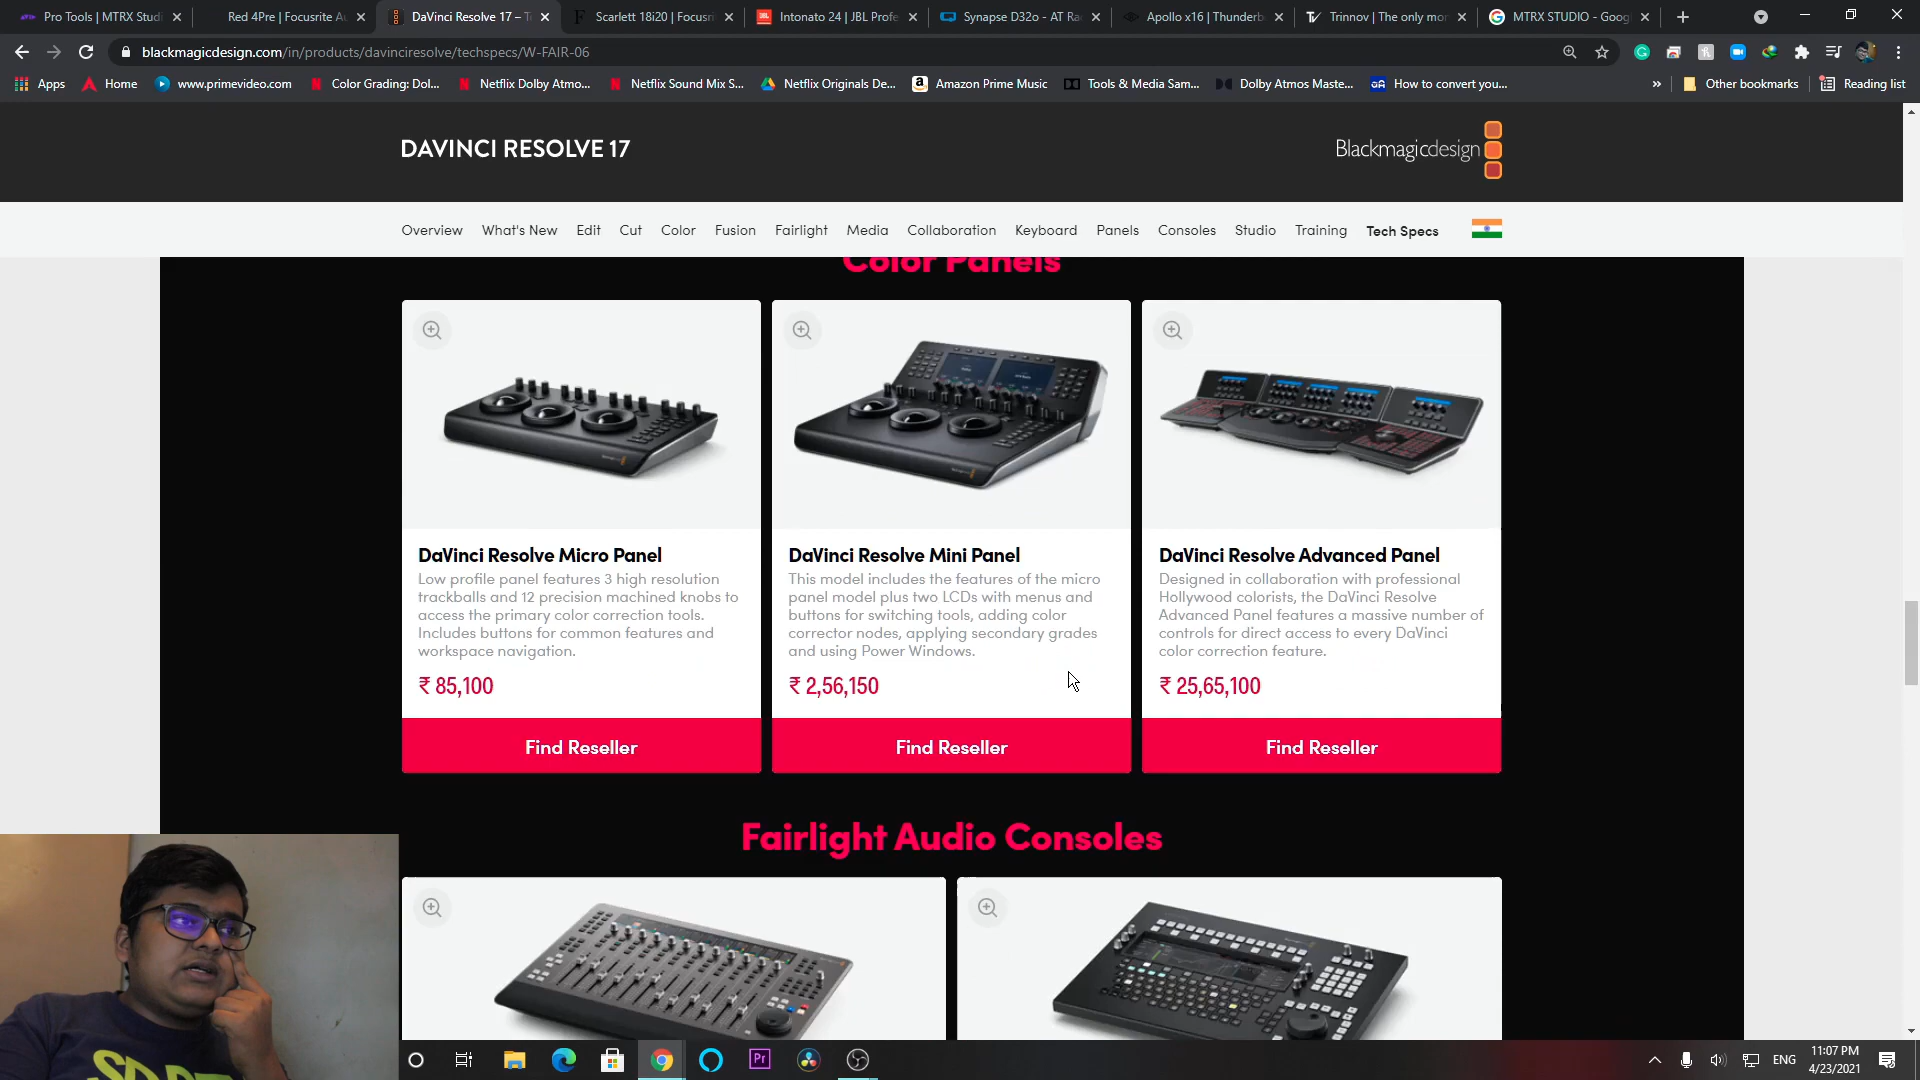 Pro Tools | MTRX Studi
Red 4Pre | Focusrite Au
DaVinci Resolve 17 – T
Scarlett 18i20 | Focusri
Intonato 24 | JBL Profe
Synapse D32o - AT Ra
Apollo x16 | Thunderb
Trinnov | The only mor
MTRX STUDIO - Goog
blackmagicdesign.com/in/products/davinciresolve/techspecs/W-FAIR-06
Apps
Home
www.primevideo.com
Color Grading: Dol...
Netflix Dolby Atmo...
Netflix Sound Mix S...
Netflix Originals De...
Amazon Prime Music
Tools & Media Sam...
Dolby Atmos Maste...
How to convert you...
»
Other bookmarks
Reading list
DAVINCI RESOLVE 17
Blackmagicdesign
Overview What's New Edit Cut Color Fusion Fairlight Media Collaboration Keyboard Panels Consoles Studio Training Tech Specs
Color Panels
DaVinci Resolve Micro Panel
Low profile panel features 3 high resolution
trackballs and 12 precision machined knobs to
access the primary color correction tools.
Includes buttons for common features and
workspace navigation.
₹ 85,100
Find Reseller
DaVinci Resolve Mini Panel
This model includes the features of the micro
panel model plus two LCDs with menus and
buttons for switching tools, adding color
corrector nodes, applying secondary grades
and using Power Windows.
₹ 2,56,150
Find Reseller
DaVinci Resolve Advanced Panel
Designed in collaboration with professional
Hollywood colorists, the DaVinci Resolve
Advanced Panel features a massive number of
controls for direct access to every DaVinci
color correction feature.
₹ 25,65,100
Find Reseller
Fairlight Audio Consoles
Pr
ENG
11:07 PM
4/23/2021